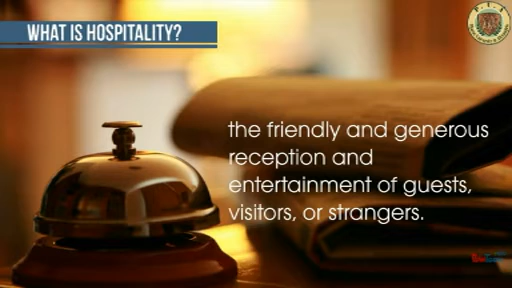 WHAT IS HOSPITALITY?
the friendly and generous
reception and
entertainment of guests,
visitors, or strangers.